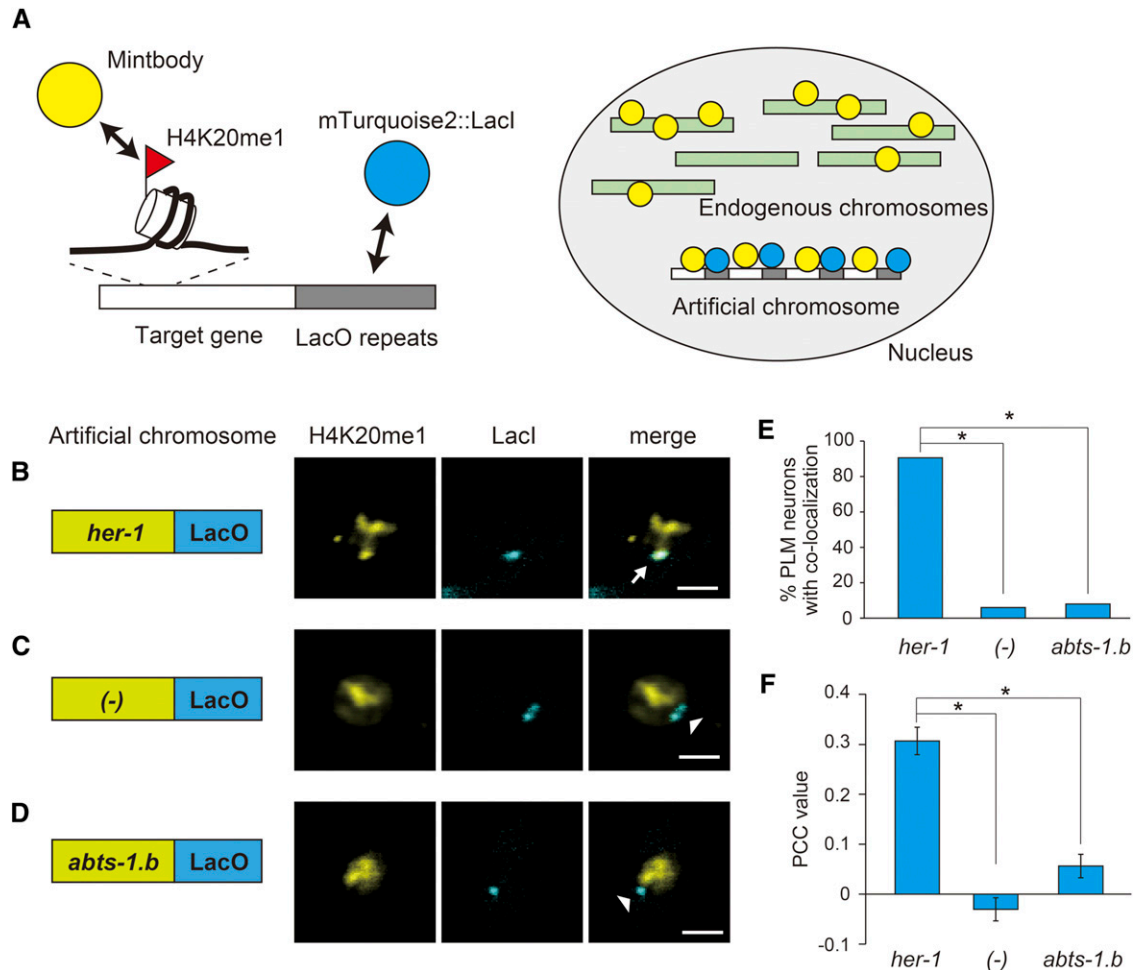 A
Mintbody
H4K20me1
mTurquoise2::LacI
Target gene
LacO repeats
Endogenous chromosomes
Artificial chromosome
Nucleus
Artificial chromosome
H4K20me1
LacI
merge
B
her-1
LacO
C
(-)
LacO
D
abts-1.b
LacO
E
% PLM neurons
with co-localization
100
80
60
40
20
0
*
*
her-1
(-)
abts-1.b
F
PCC value
0.4
0.3
0.2
0.1
0
-0.1
*
*
her-1
(-)
abts-1.b